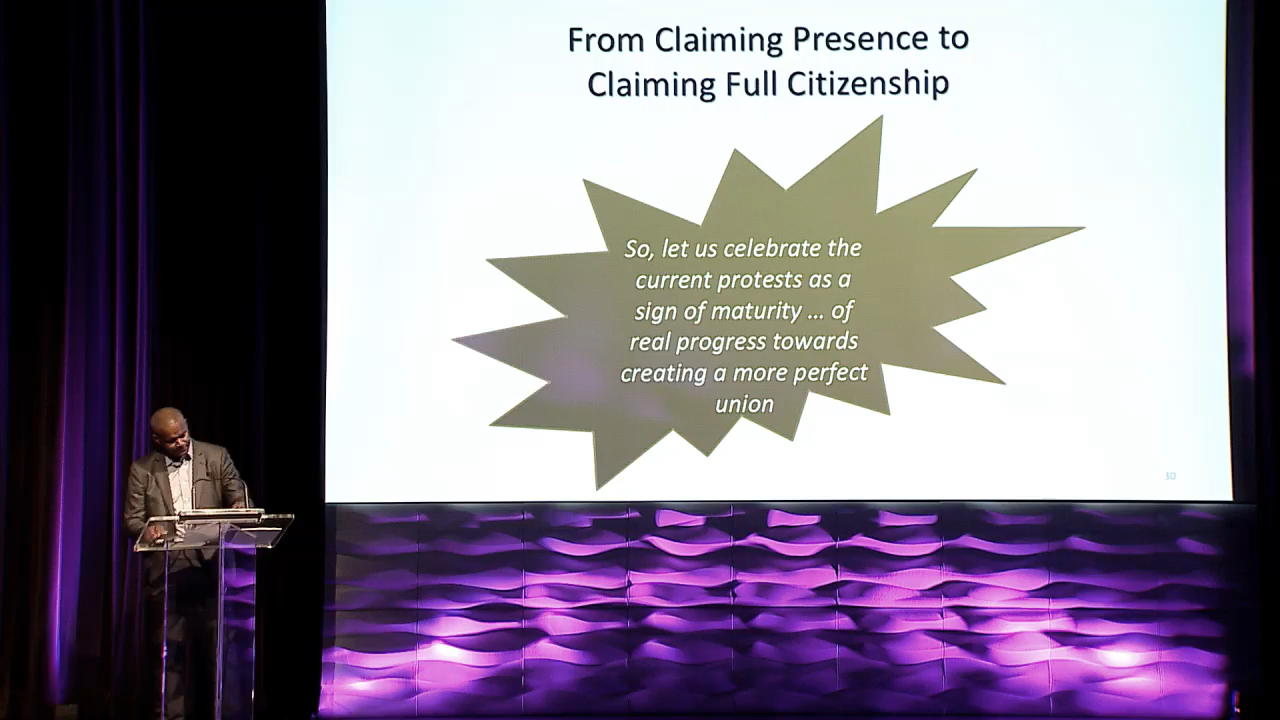 From Claiming Presence to
Claiming Full Citizenship
So, let us celebrate the
current protests as a
sign of maturity ... of
real progress towards
creating a more perfect
union
30